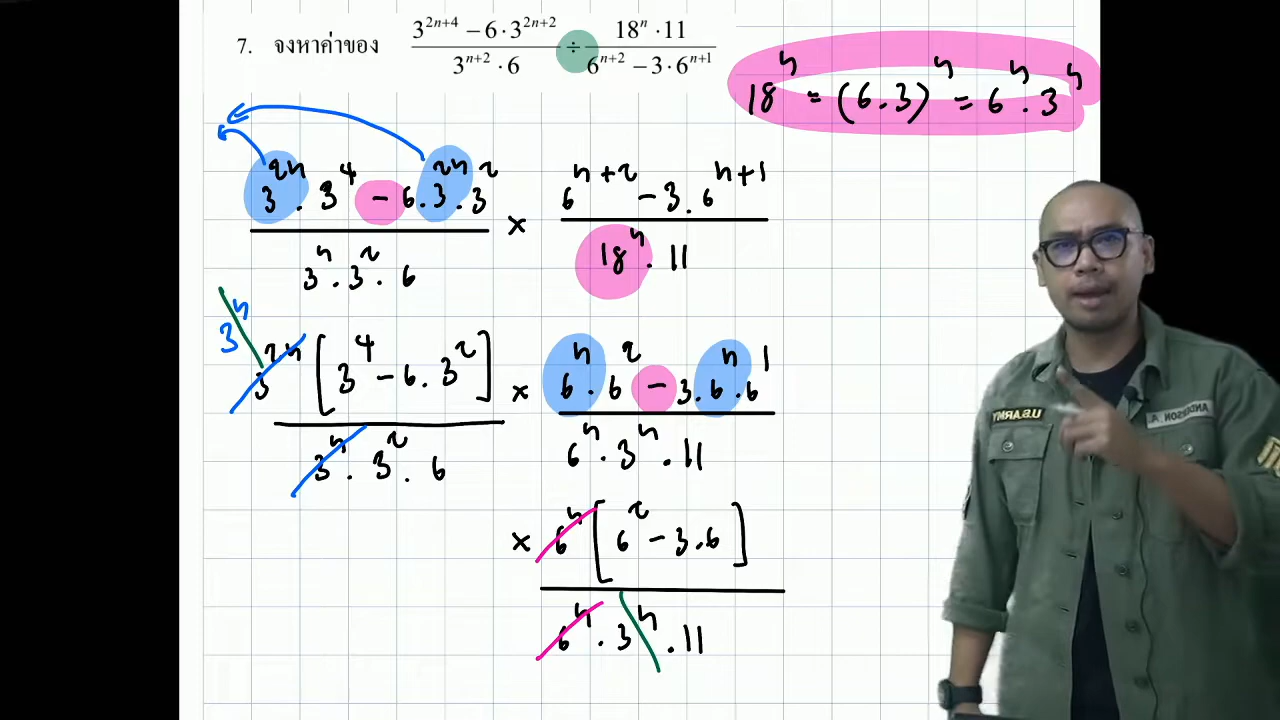 7. จงหาค่าของ (3^{2n+4} − 6·3^{2n+2})/(3^{n+2}·6) ÷ (18^n·11)/(6^{n+2} − 3·6^{n+1})
18^n = (6.3)^n = 6^n . 3^n
(3^{2n} . 3^4 − 6 . 3^{2n} . 3^2)/(3^n . 3^2 . 6) × (6^{n+2} − 3 . 6^{n+1})/(18^n . 11)
3^n
(3^{2n} [3^4 − 6 . 3^2])/(3^n . 3^2 . 6) × (6^n . 6^2 − 3 . 6^n . 6^1)/(6^n . 3^n . 11)
× (6^n [6^2 − 3 . 6])/(6^n . 3^n . 11)
U.S. ARMY
ANDERSON. A.